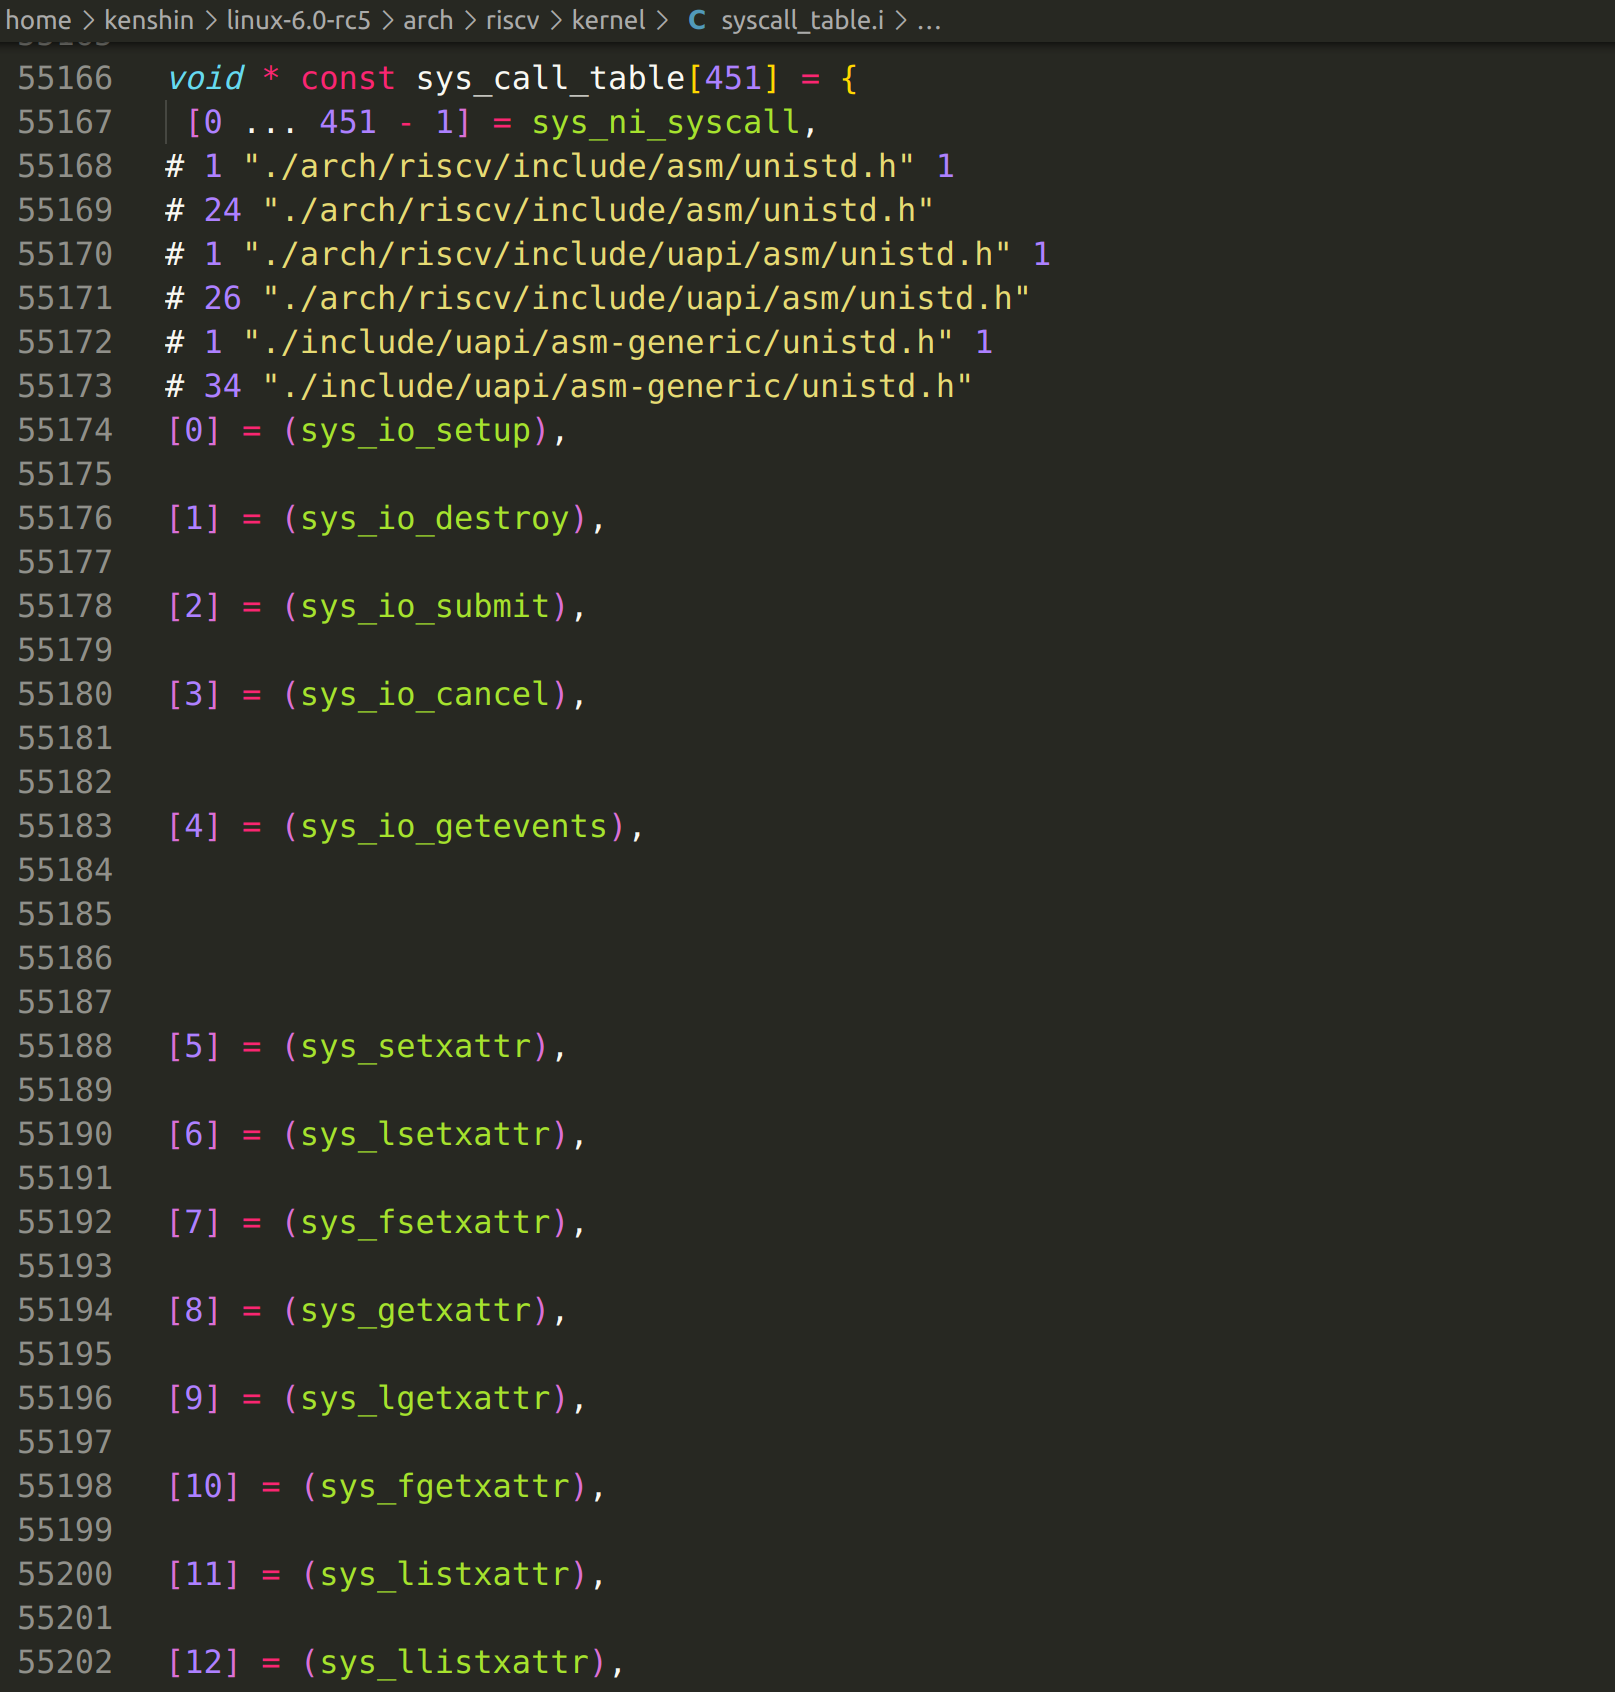 home > kenshin > linux-6.0-rc5 > arch > riscv > kernel > C syscall_table.i > ...
55166 void * const sys_call_table[451] = {
55167 [0 ... 451 - 1] = sys_ni_syscall,
55168 # 1 "./arch/riscv/include/asm/unistd.h" 1
55169 # 24 "./arch/riscv/include/asm/unistd.h"
55170 # 1 "./arch/riscv/include/uapi/asm/unistd.h" 1
55171 # 26 "./arch/riscv/include/uapi/asm/unistd.h"
55172 # 1 "./include/uapi/asm-generic/unistd.h" 1
55173 # 34 "./include/uapi/asm-generic/unistd.h"
55174 [0] = (sys_io_setup),
55175
55176 [1] = (sys_io_destroy),
55177
55178 [2] = (sys_io_submit),
55179
55180 [3] = (sys_io_cancel),
55181
55182
55183 [4] = (sys_io_getevents),
55184
55185
55186
55187
55188 [5] = (sys_setxattr),
55189
55190 [6] = (sys_lsetxattr),
55191
55192 [7] = (sys_fsetxattr),
55193
55194 [8] = (sys_getxattr),
55195
55196 [9] = (sys_lgetxattr),
55197
55198 [10] = (sys_fgetxattr),
55199
55200 [11] = (sys_listxattr),
55201
55202 [12] = (sys_llistxattr),